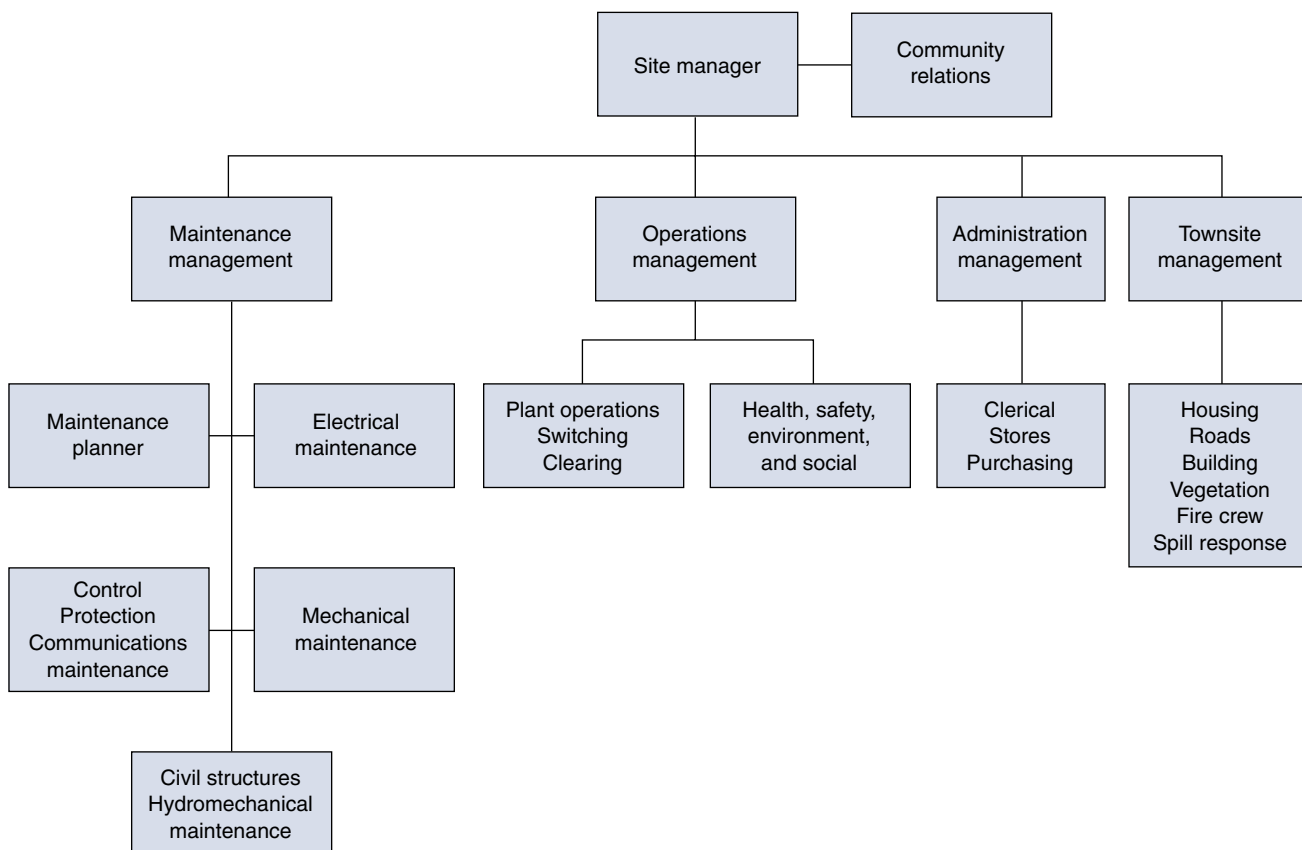 Site manager
Community
relations
Maintenance
management
Operations
management
Administration
management
Townsite
management
Maintenance
planner
Electrical
maintenance
Plant operations
Switching
Clearing
Health, safety,
environment,
and social
Clerical
Stores
Purchasing
Housing
Roads
Building
Vegetation
Fire crew
Spill response
Control
Protection
Communications
maintenance
Mechanical
maintenance
Civil structures
Hydromechanical
maintenance